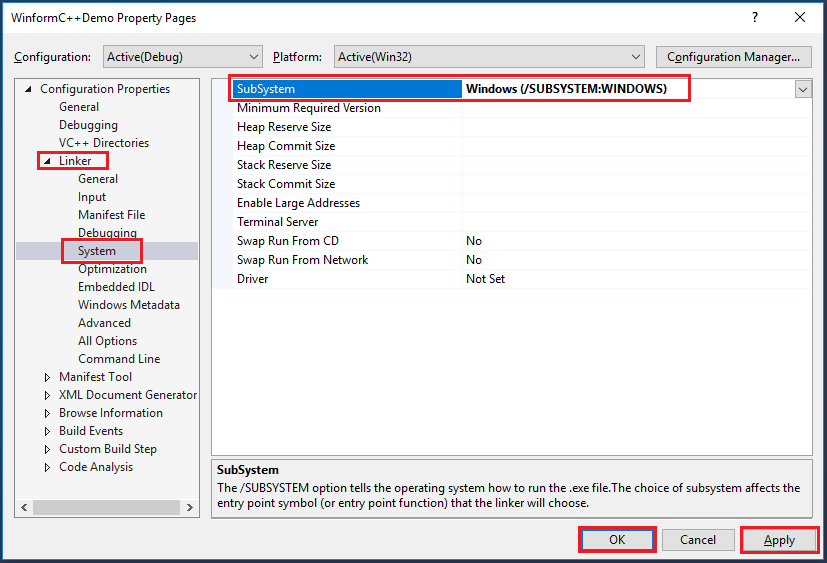 WinformC++Demo Property Pages
?
Configuration: Active(Debug) Platform: Active(Win32) Configuration Manager...
Configuration Properties
General
Debugging
VC++ Directories
Linker
General
Input
Manifest File
Debugging
System
Optimization
Embedded IDL
Windows Metadata
Advanced
All Options
Command Line
Manifest Tool
XML Document Generator
Browse Information
Build Events
Custom Build Step
Code Analysis
SubSystem Windows (/SUBSYSTEM:WINDOWS)
Minimum Required Version
Heap Reserve Size
Heap Commit Size
Stack Reserve Size
Stack Commit Size
Enable Large Addresses
Terminal Server
Swap Run From CD No
Swap Run From Network No
Driver Not Set
SubSystem
The /SUBSYSTEM option tells the operating system how to run the .exe file.The choice of subsystem affects the
entry point symbol (or entry point function) that the linker will choose.
OK Cancel Apply